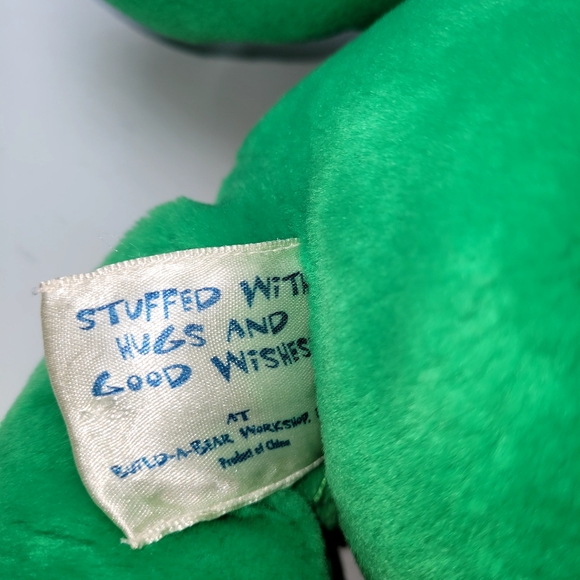 STUFFED WITH
HUGS AND
GOOD WISHES
AT
BUILD-A-BEAR WORKSHOP,
Product of China